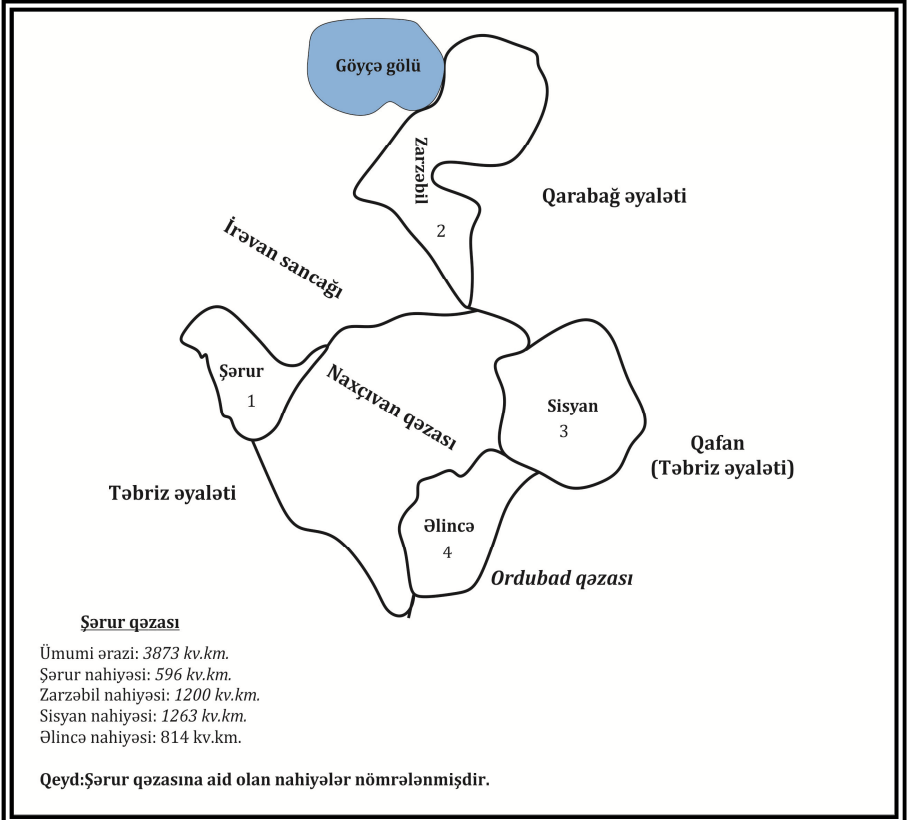 Göyçə gölü
Zarzəbil
2
Qarabağ əyaləti
İrəvan sancağı
Şərur
1
Naxçıvan qəzası
Sisyan
3
Qafan
(Təbriz əyaləti)
Təbriz əyaləti
Əlincə
4
Ordubad qəzası
Şərur qəzası
Ümumi ərazi: 3873 kv.km.
Şərur nahiyəsi: 596 kv.km.
Zarzəbil nahiyəsi: 1200 kv.km.
Sisyan nahiyəsi: 1263 kv.km.
Əlincə nahiyəsi: 814 kv.km.
Qeyd:Şərur qəzasına aid olan nahiyələr nömrələnmişdir.